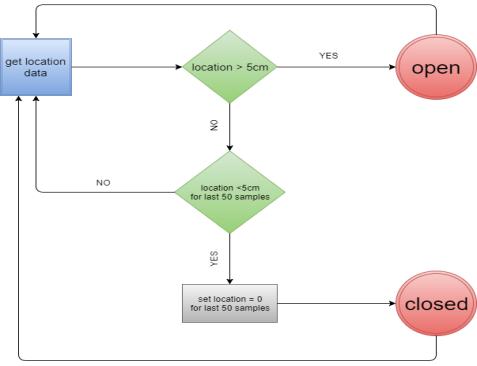 get location
data
location > 5cm
YES
open
NO
location <5cm
for last 50 samples
NO
YES
set location = 0
for last 50 samples
closed